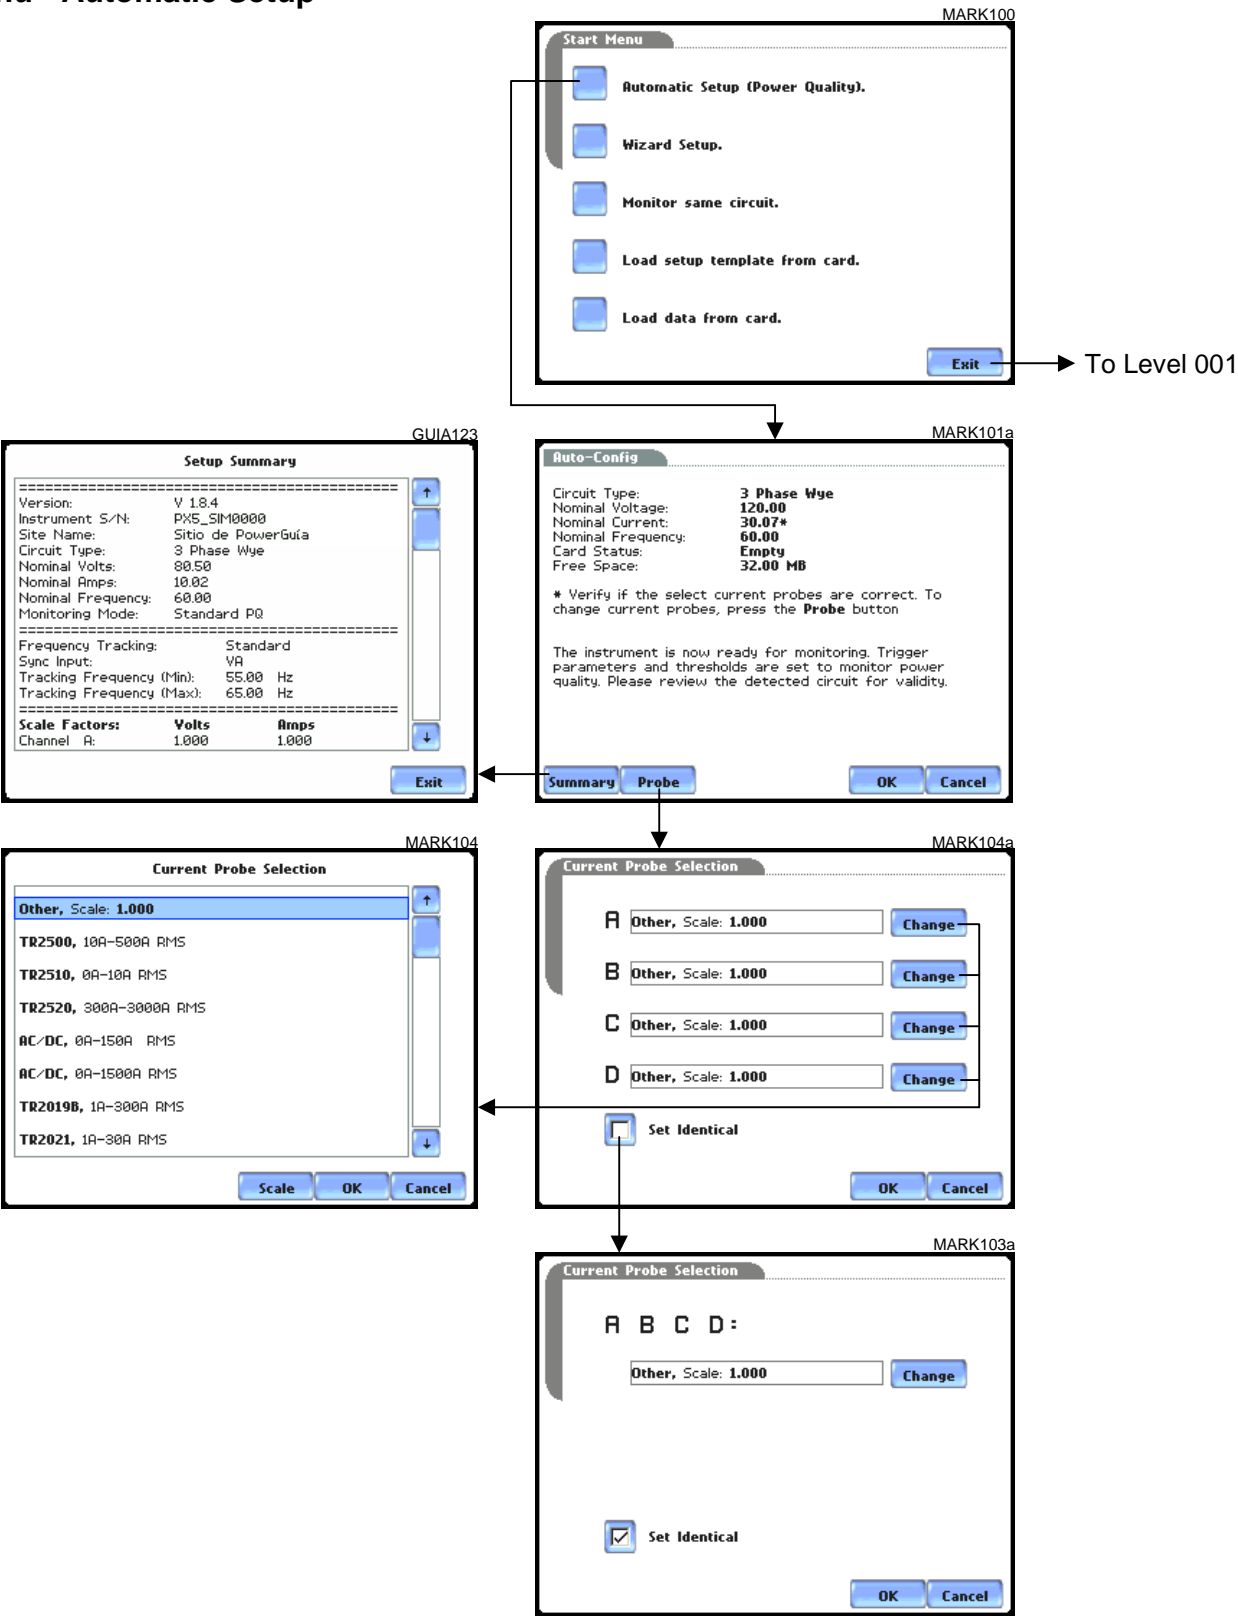 Automatic Setup
MARK100
Start Menu
Automatic Setup (Power Quality).
Wizard Setup.
Monitor same circuit.
Load setup template from card.
Load data from card.
Exit
To Level 001
GUIA123
Setup Summary
==============================================
Version: V 1.8.4
Instrument S/N: PX5_SIM0000
Site Name: Sitio de PowerGuía
Circuit Type: 3 Phase Wye
Nominal Volts: 80.50
Nominal Amps: 10.02
Nominal Frequency: 60.00
Monitoring Mode: Standard PQ
==============================================
Frequency Tracking: Standard
Sync Input: VA
Tracking Frequency (Min): 55.00 Hz
Tracking Frequency (Max): 65.00 Hz
==============================================
Scale Factors: Volts Amps
Channel A: 1.000 1.000
Exit
MARK101a
Auto-Config
Circuit Type: 3 Phase Wye
Nominal Voltage: 120.00
Nominal Current: 30.07*
Nominal Frequency: 60.00
Card Status: Empty
Free Space: 32.00 MB
* Verify if the select current probes are correct. To
change current probes, press the Probe button
The instrument is now ready for monitoring. Trigger
parameters and thresholds are set to monitor power
quality. Please review the detected circuit for validity.
Summary Probe OK Cancel
MARK104
Current Probe Selection
Other, Scale: 1.000
TR2500, 10A-500A RMS
TR2510, 0A-10A RMS
TR2520, 300A-3000A RMS
AC/DC, 0A-150A RMS
AC/DC, 0A-1500A RMS
TR2019B, 1A-300A RMS
TR2021, 1A-30A RMS
Scale OK Cancel
MARK104a
Current Probe Selection
A Other, Scale: 1.000 Change
B Other, Scale: 1.000 Change
C Other, Scale: 1.000 Change
D Other, Scale: 1.000 Change
Set Identical
OK Cancel
MARK103a
Current Probe Selection
A B C D:
Other, Scale: 1.000 Change
Set Identical
OK Cancel